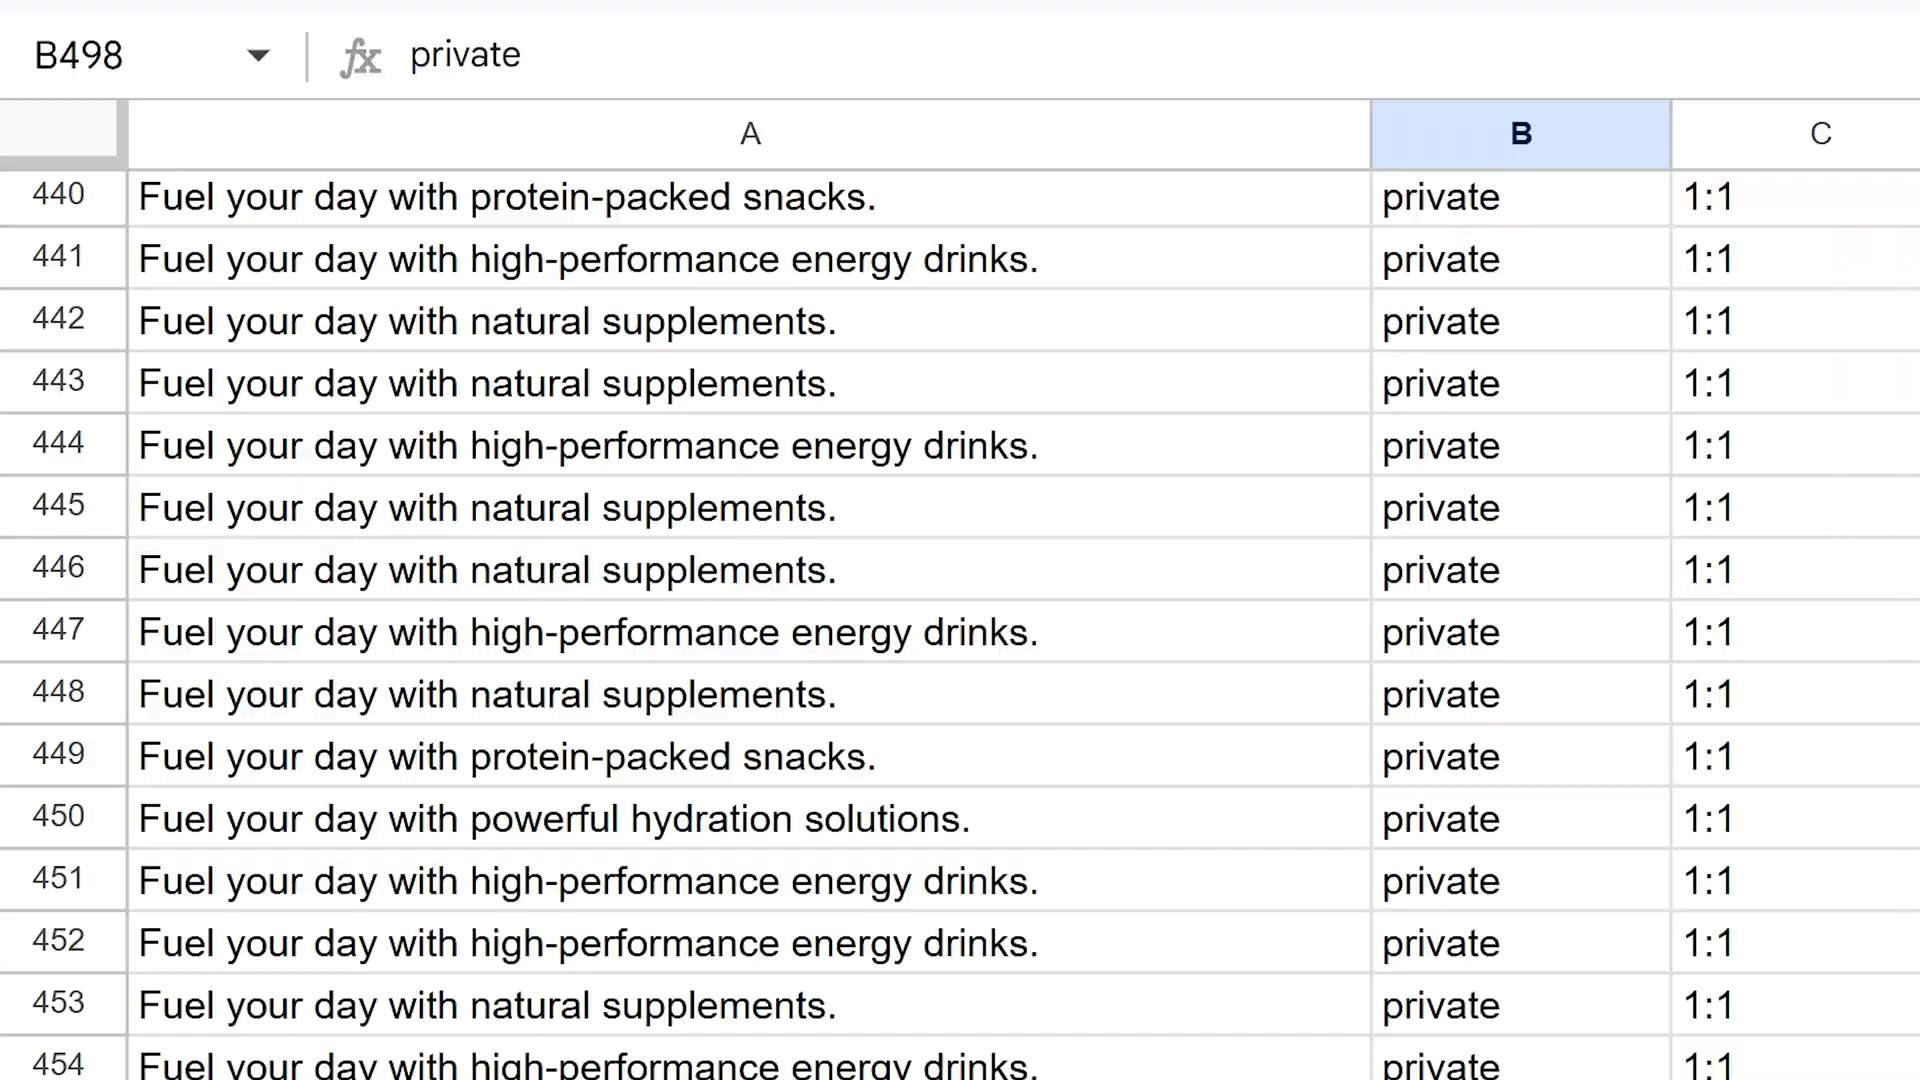 B498 fx private
A B C
440 Fuel your day with protein-packed snacks. private 1:1
441 Fuel your day with high-performance energy drinks. private 1:1
442 Fuel your day with natural supplements. private 1:1
443 Fuel your day with natural supplements. private 1:1
444 Fuel your day with high-performance energy drinks. private 1:1
445 Fuel your day with natural supplements. private 1:1
446 Fuel your day with natural supplements. private 1:1
447 Fuel your day with high-performance energy drinks. private 1:1
448 Fuel your day with natural supplements. private 1:1
449 Fuel your day with protein-packed snacks. private 1:1
450 Fuel your day with powerful hydration solutions. private 1:1
451 Fuel your day with high-performance energy drinks. private 1:1
452 Fuel your day with high-performance energy drinks. private 1:1
453 Fuel your day with natural supplements. private 1:1
454 Fuel your day with high-performance energy drinks. private 1:1